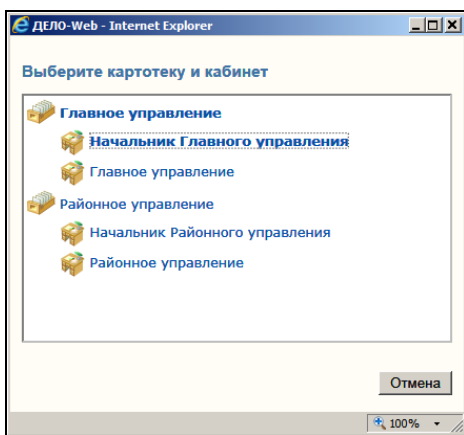 ДЕЛО-Web - Internet Explorer
Выберите картотеку и кабинет
Главное управление
Начальник Главного управления
Главное управление
Районное управление
Начальник Районного управления
Районное управление
Отмена
100%